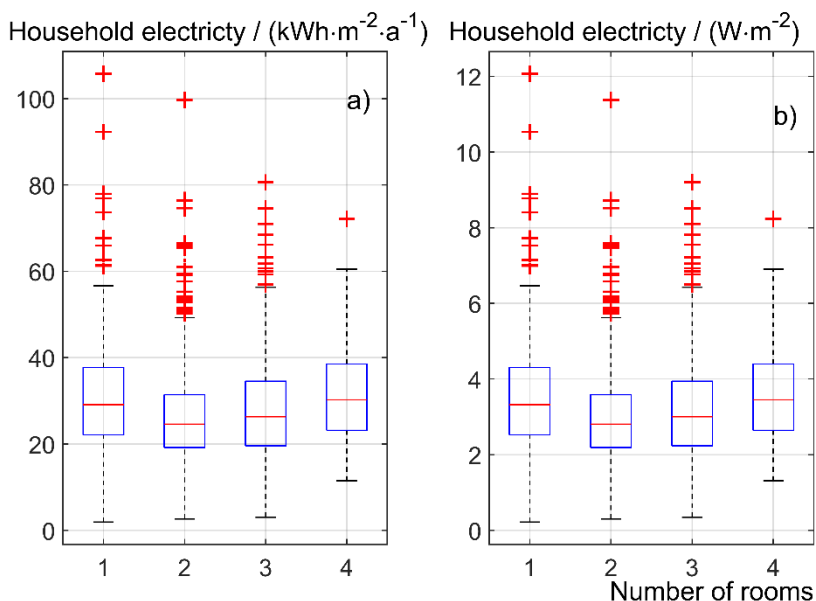 Household electricty / (kWh·m⁻²·a⁻¹)
a)
100
80
60
40
20
0
1 2 3 4
Household electricty / (W·m⁻²)
b)
12
10
8
6
4
2
0
1 2 3 4
Number of rooms